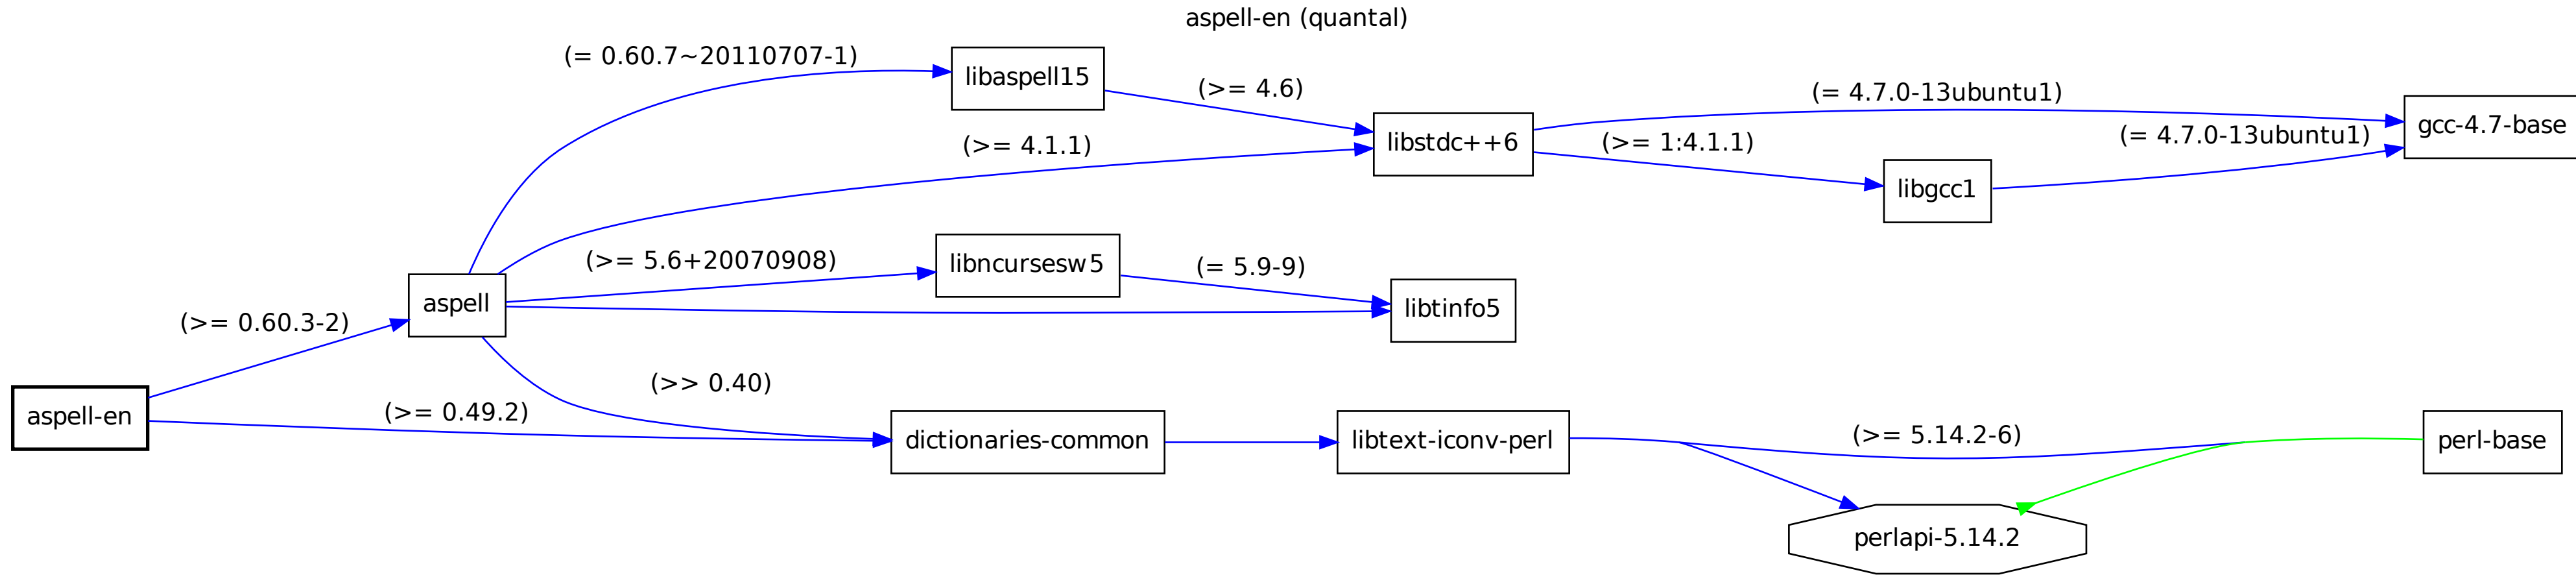 aspell-en (quantal)
(= 0.60.7~20110707-1)
libaspell15
(>= 4.6)
(= 4.7.0-13ubuntu1)
gcc-4.7-base
(>= 4.1.1)
libstdc++6
(>= 1:4.1.1)
(= 4.7.0-13ubuntu1)
libgcc1
(>= 5.6+20070908)
libncursesw5
(= 5.9-9)
aspell
libtinfo5
(>= 0.60.3-2)
(>> 0.40)
aspell-en
(>= 0.49.2)
dictionaries-common
libtext-iconv-perl
(>= 5.14.2-6)
perl-base
perlapi-5.14.2